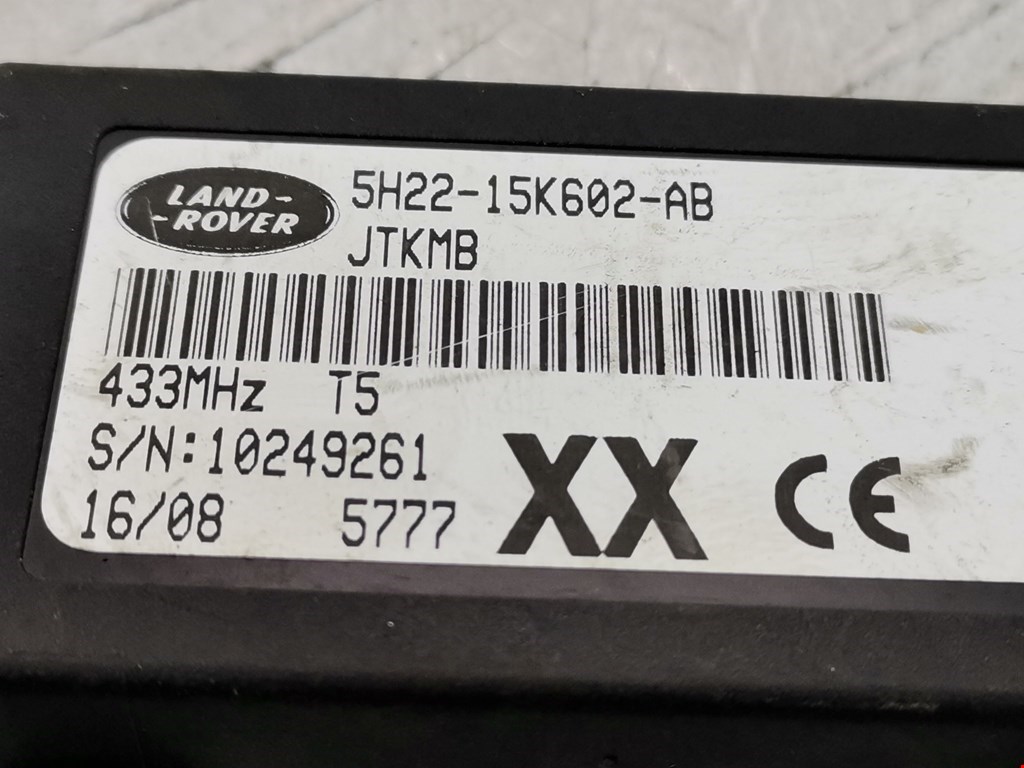 LAND-
-ROVER
5H22-15K602-AB
JTKMB
433MHz T5
S/N:10249261
16/08 5777
XX CE